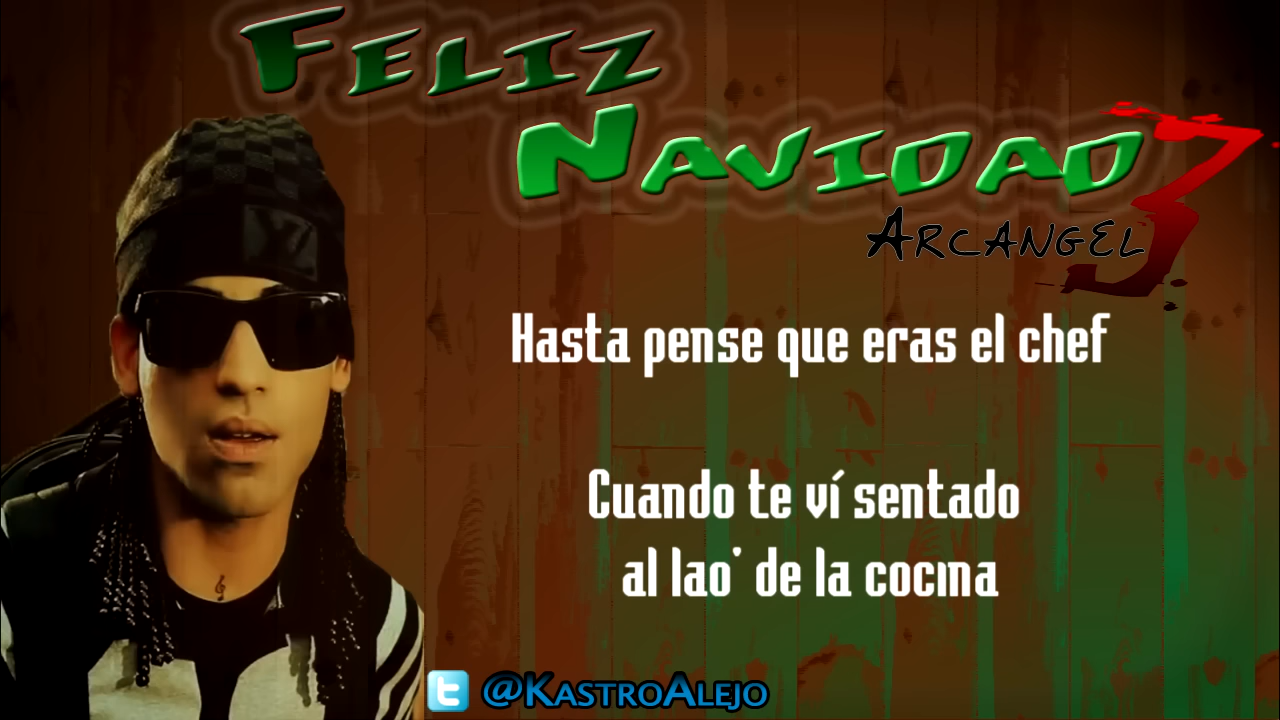 FELIZ
NAVIDAD 3
ARCANGEL
Hasta pense que eras el chef
Cuando te ví sentado
al lao' de la cocina
@KASTROALEJO